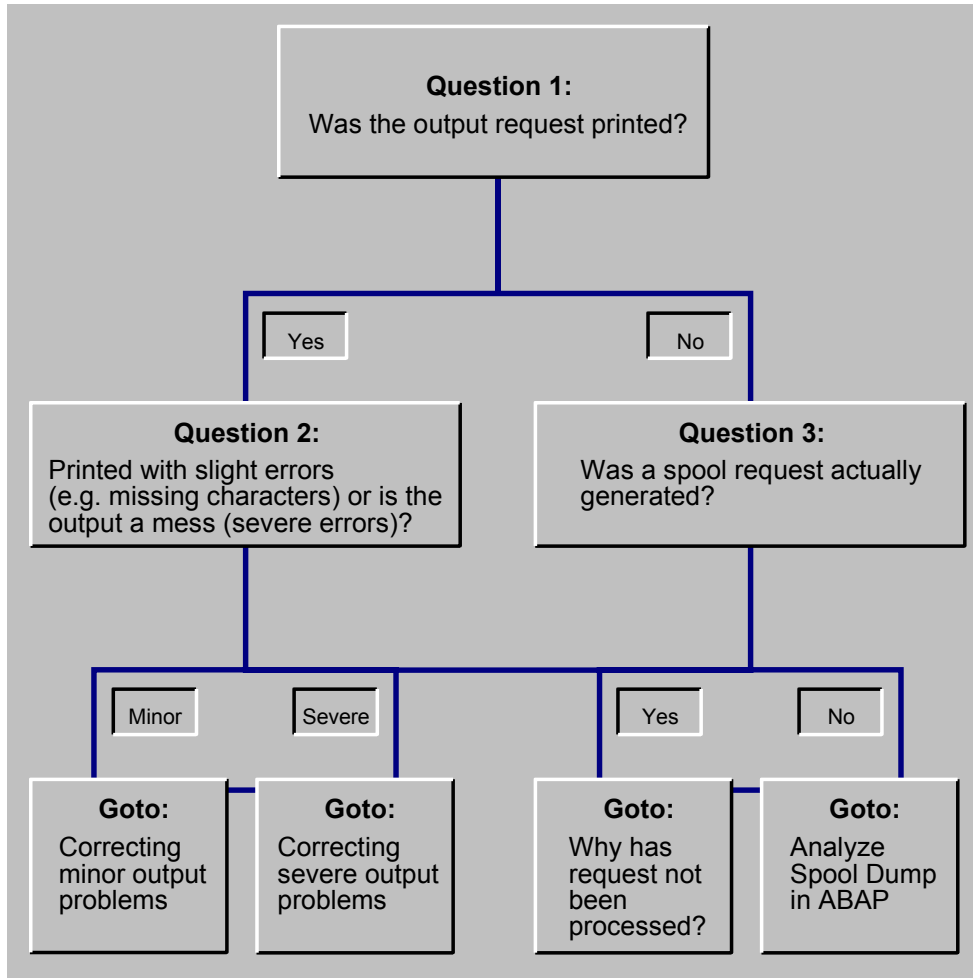 Question 1:
Was the output request printed?
Yes
No
Question 2:
Printed with slight errors
(e.g. missing characters) or is the
output a mess (severe errors)?
Question 3:
Was a spool request actually
generated?
Minor
Severe
Yes
No
Goto:
Correcting
minor output
problems
Goto:
Correcting
severe output
problems
Goto:
Why has
request not
been
processed?
Goto:
Analyze
Spool Dump
in ABAP